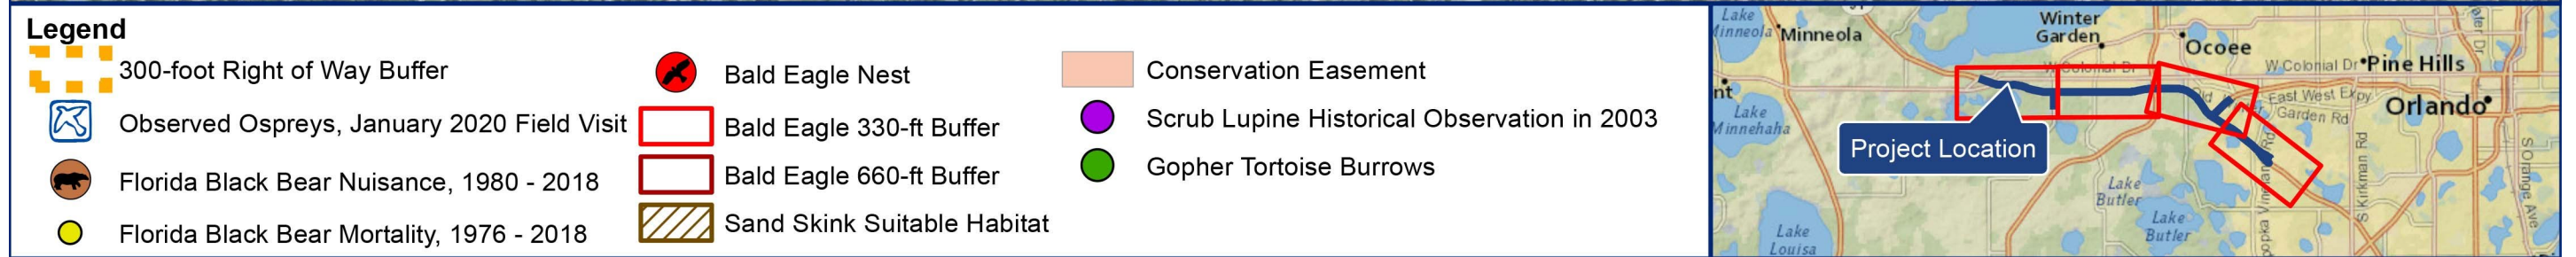 Legend
300-foot Right of Way Buffer
Observed Ospreys, January 2020 Field Visit
Florida Black Bear Nuisance, 1980 - 2018
Florida Black Bear Mortality, 1976 - 2018
Bald Eagle Nest
Bald Eagle 330-ft Buffer
Bald Eagle 660-ft Buffer
Sand Skink Suitable Habitat
Conservation Easement
Scrub Lupine Historical Observation in 2003
Gopher Tortoise Burrows
Lake
Minneola
Minneola
Winter
Garden
Ocoee
W Colonial Dr
W Colonial Dr
Pine Hills
nt
East West Expy
Garden Rd
Orlando
Lake
Minnehaha
Project Location
Lake
Butler
Lake
Butler
Lake
Louisa
S Kirkman Rd
S Orange Ave